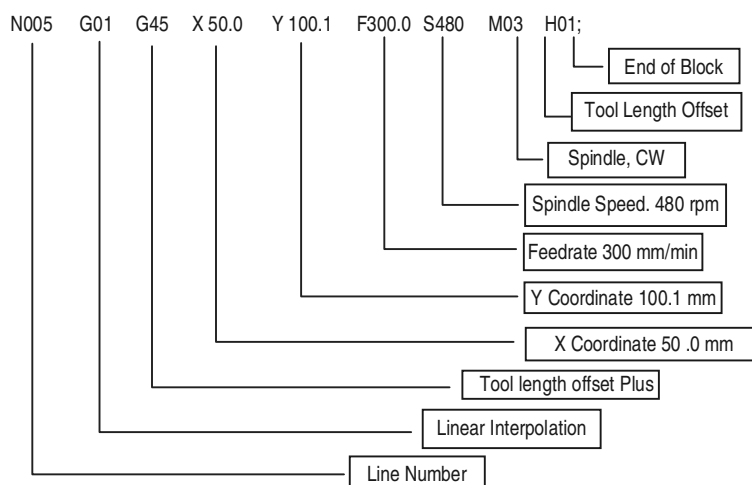 N005 G01 G45 X 50.0 Y 100.1 F300.0 S480 M03 H01;
End of Block
Tool Length Offset
Spindle, CW
Spindle Speed. 480 rpm
Feedrate 300 mm/min
Y Coordinate 100.1 mm
X Coordinate 50 .0 mm
Tool length offset Plus
Linear Interpolation
Line Number